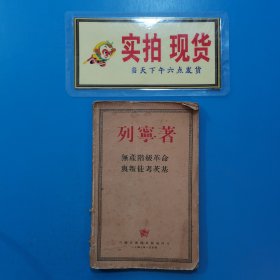 实拍 现货
当天下午六点发货
列寧著
無產階級革命
與叛徒考茨基